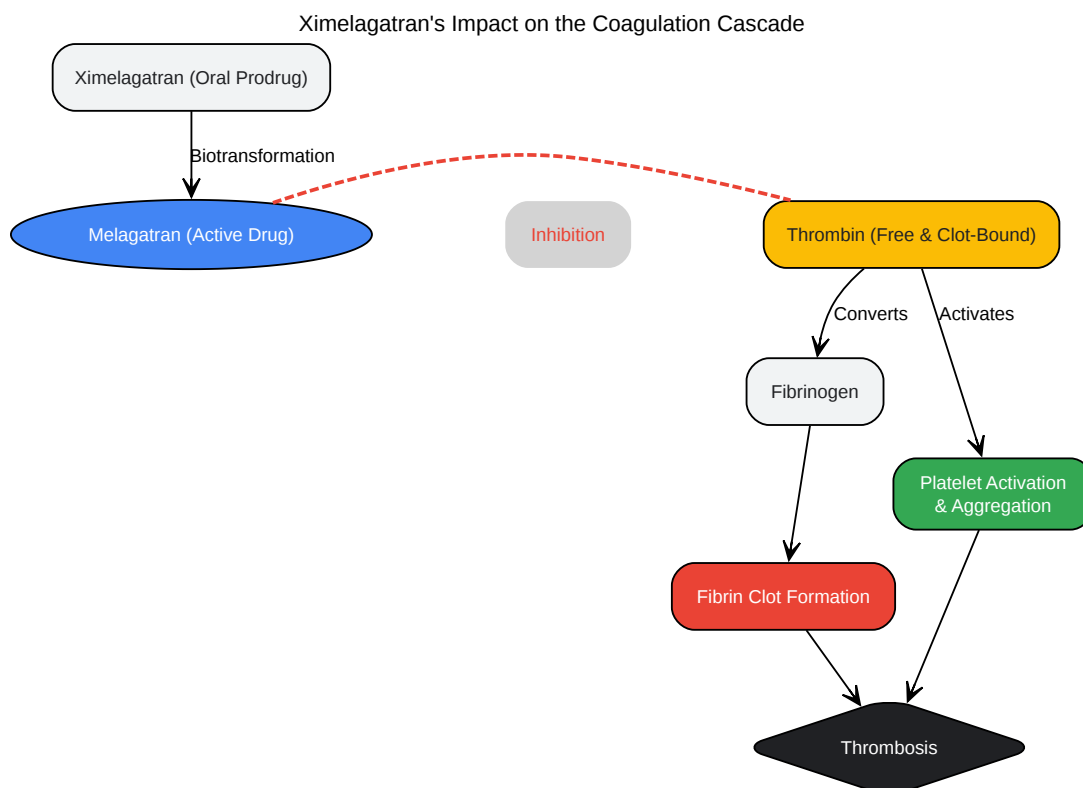 Ximelagatran's Impact on the Coagulation Cascade
Ximelagatran (Oral Prodrug)
Biotransformation
Melagatran (Active Drug)
Inhibition
Thrombin (Free & Clot-Bound)
Converts
Activates
Fibrinogen
Platelet Activation
& Aggregation
Fibrin Clot Formation
Thrombosis